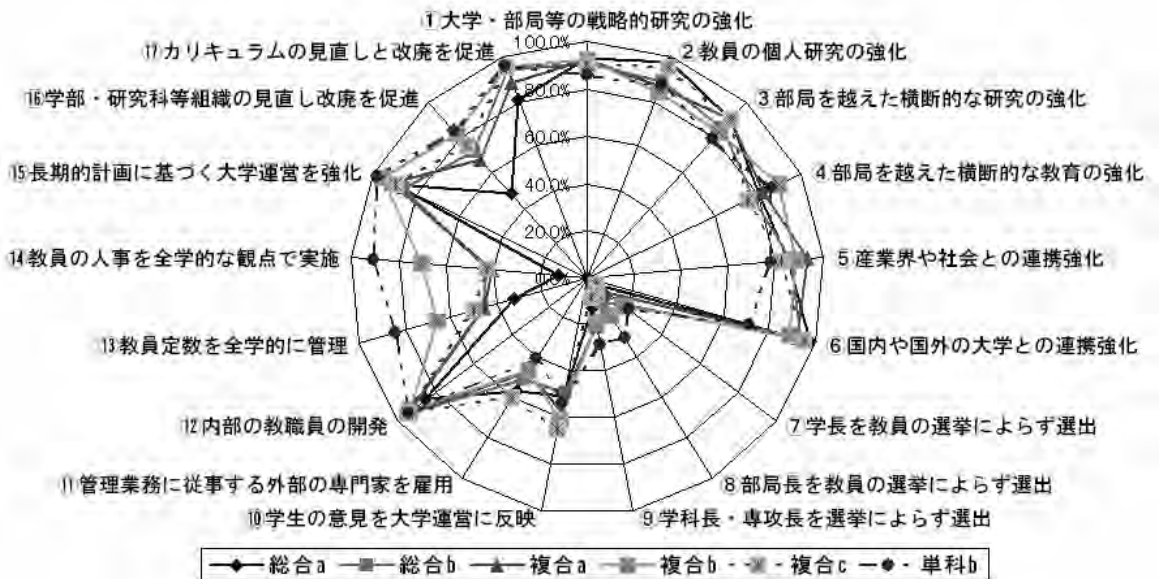 ①大学・部局等の戦略的研究の強化
②教員の個人研究の強化
③部局を越えた横断的な研究の強化
④部局を越えた横断的な教育の強化
⑤産業界や社会との連携強化
⑥国内や国外の大学との連携強化
⑦学長を教員の選挙によらず選出
⑧部局長を教員の選挙によらず選出
⑨学科長・専攻長を選挙によらず選出
⑩学生の意見を大学運営に反映
⑪管理業務に従事する外部の専門家を雇用
⑫内部の教職員の開発
⑬教員定数を全学的に管理
⑭教員の人事を全学的な観点で実施
⑮長期的計画に基づく大学運営を強化
⑯学部・研究科等組織の見直し改廃を促進
⑰カリキュラムの見直しと改廃を促進
100.0%
80.0%
60.0%
40.0%
20.0%
総合a 総合b 複合a 複合b 複合c 単科b